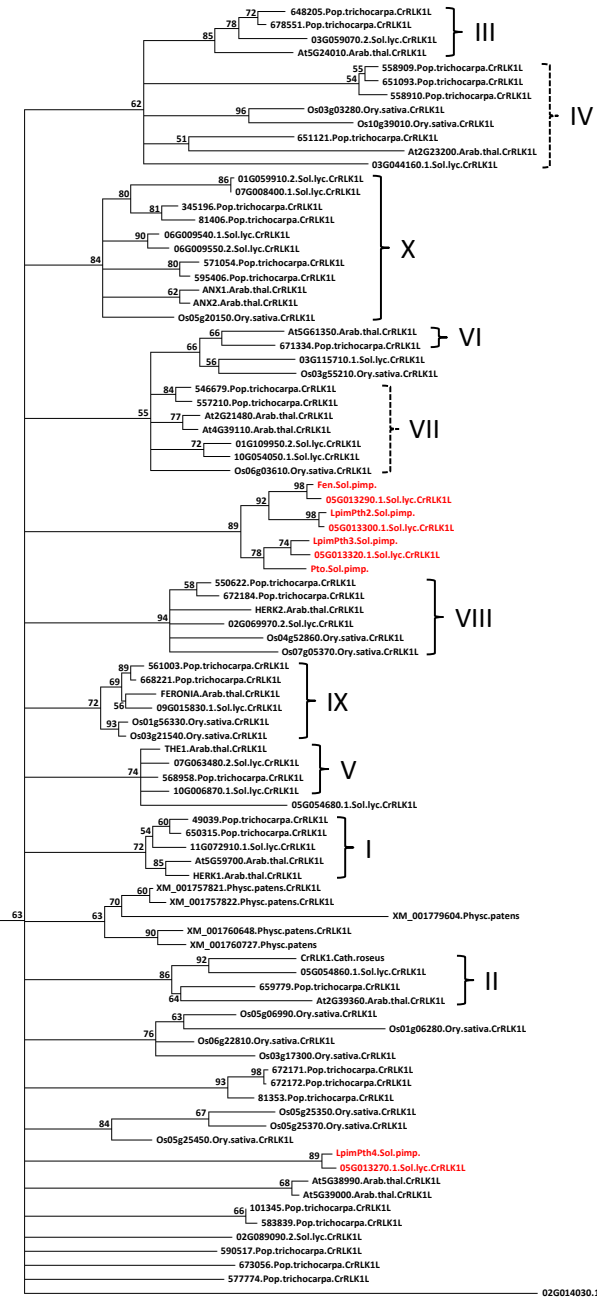 72
648205.Pop.trichocarpa.CrRLK1L
78
678551.Pop.trichocarpa.CrRLK1L
85
03G059070.2.Sol.lyc.CrRLK1L
III
At5G24010.Arab.thal.CrRLK1L
55
558909.Pop.trichocarpa.CrRLK1L
54
651093.Pop.trichocarpa.CrRLK1L
558910.Pop.trichocarpa.CrRLK1L
62
96
Os03g03280.Ory.sativa.CrRLK1L
IV
Os10g39010.Ory.sativa.CrRLK1L
51
651121.Pop.trichocarpa.CrRLK1L
At2G23200.Arab.thal.CrRLK1L
03G044160.1.Sol.lyc.CrRLK1L
86
01G059910.2.Sol.lyc.CrRLK1L
80
07G008400.1.Sol.lyc.CrRLK1L
81
345196.Pop.trichocarpa.CrRLK1L
81406.Pop.trichocarpa.CrRLK1L
90
06G009540.1.Sol.lyc.CrRLK1L
06G009550.2.Sol.lyc.CrRLK1L
X
84
80
571054.Pop.trichocarpa.CrRLK1L
595406.Pop.trichocarpa.CrRLK1L
62
ANX1.Arab.thal.CrRLK1L
ANX2.Arab.thal.CrRLK1L
Os05g20150.Ory.sativa.CrRLK1L
66
At5G61350.Arab.thal.CrRLK1L
VI
66
671334.Pop.trichocarpa.CrRLK1L
56
03G115710.1.Sol.lyc.CrRLK1L
Os03g55210.Ory.sativa.CrRLK1L
84
546679.Pop.trichocarpa.CrRLK1L
557210.Pop.trichocarpa.CrRLK1L
55
77
At2G21480.Arab.thal.CrRLK1L
At4G39110.Arab.thal.CrRLK1L
VII
72
01G109950.2.Sol.lyc.CrRLK1L
10G054050.1.Sol.lyc.CrRLK1L
Os06g03610.Ory.sativa.CrRLK1L
98
Fen.Sol.pimp.
92
05G013290.1.Sol.lyc.CrRLK1L
98
LpimPth2.Sol.pimp.
89
05G013300.1.Sol.lyc.CrRLK1L
74
LpimPth3.Sol.pimp.
78
05G013320.1.Sol.lyc.CrRLK1L
Pto.Sol.pimp.
58
550622.Pop.trichocarpa.CrRLK1L
672184.Pop.trichocarpa.CrRLK1L
HERK2.Arab.thal.CrRLK1L
94
02G069970.2.Sol.lyc.CrRLK1L
VIII
Os04g52860.Ory.sativa.CrRLK1L
Os07g05370.Ory.sativa.CrRLK1L
89
561003.Pop.trichocarpa.CrRLK1L
69
668221.Pop.trichocarpa.CrRLK1L
FERONIA.Arab.thal.CrRLK1L
IX
72
56
09G015830.1.Sol.lyc.CrRLK1L
93
Os01g56330.Ory.sativa.CrRLK1L
Os03g21540.Ory.sativa.CrRLK1L
THE1.Arab.thal.CrRLK1L
07G063480.2.Sol.lyc.CrRLK1L
V
74
568958.Pop.trichocarpa.CrRLK1L
10G006870.1.Sol.lyc.CrRLK1L
05G054680.1.Sol.lyc.CrRLK1L
60
49039.Pop.trichocarpa.CrRLK1L
54
650315.Pop.trichocarpa.CrRLK1L
11G072910.1.Sol.lyc.CrRLK1L
I
72
85
At5G59700.Arab.thal.CrRLK1L
HERK1.Arab.thal.CrRLK1L
60
XM_001757821.Physc.patens.CrRLK1L
70
XM_001757822.Physc.patens.CrRLK1L
63
63
XM_001779604.Physc.patens
90
XM_001760648.Physc.patens.CrRLK1L
XM_001760727.Physc.patens
92
CrRLK1.Cath.roseus
86
05G054860.1.Sol.lyc.CrRLK1L
II
64
659779.Pop.trichocarpa.CrRLK1L
At2G39360.Arab.thal.CrRLK1L
63
Os05g06990.Ory.sativa.CrRLK1L
76
Os01g06280.Ory.sativa.CrRLK1L
Os06g22810.Ory.sativa.CrRLK1L
Os03g17300.Ory.sativa.CrRLK1L
98
672171.Pop.trichocarpa.CrRLK1L
93
672172.Pop.trichocarpa.CrRLK1L
81353.Pop.trichocarpa.CrRLK1L
67
Os05g25350.Ory.sativa.CrRLK1L
84
Os05g25370.Ory.sativa.CrRLK1L
Os05g25450.Ory.sativa.CrRLK1L
89
LpimPth4.Sol.pimp.
05G013270.1.Sol.lyc.CrRLK1L
68
At5G38990.Arab.thal.CrRLK1L
At5G39000.Arab.thal.CrRLK1L
66
101345.Pop.trichocarpa.CrRLK1L
583839.Pop.trichocarpa.CrRLK1L
02G089090.2.Sol.lyc.CrRLK1L
590517.Pop.trichocarpa.CrRLK1L
673056.Pop.trichocarpa.CrRLK1L
577774.Pop.trichocarpa.CrRLK1L
02G014030.1